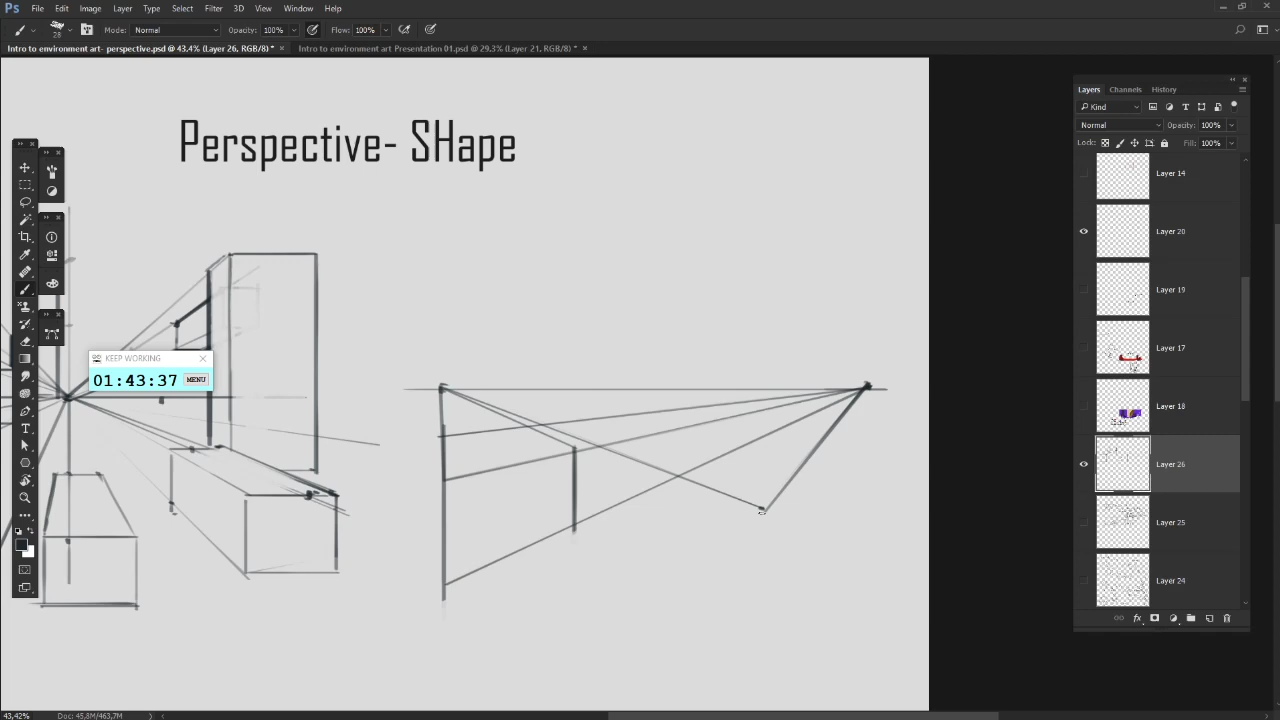 Ps File Edit Image Layer Type Select Filter 3D View Window Help
28 Mode: Normal Opacity: 100% Flow: 100%
Intro to environment art- perspective.psd @ 43,4% (Layer 26, RGB/8) * × Intro to environment art Presentation 01.psd @ 29.3% (Layer 21, RGB/8) * ×
Perspective- SHape
KEEP WORKING
01:43:37 MENU
Layers Channels History
Kind
Normal Opacity: 100%
Lock: Fill: 100%
Layer 14
Layer 20
Layer 19
Layer 17
Layer 18
Layer 26
Layer 25
Layer 24
fx
43,42% Doc: 45,8M/463,7M